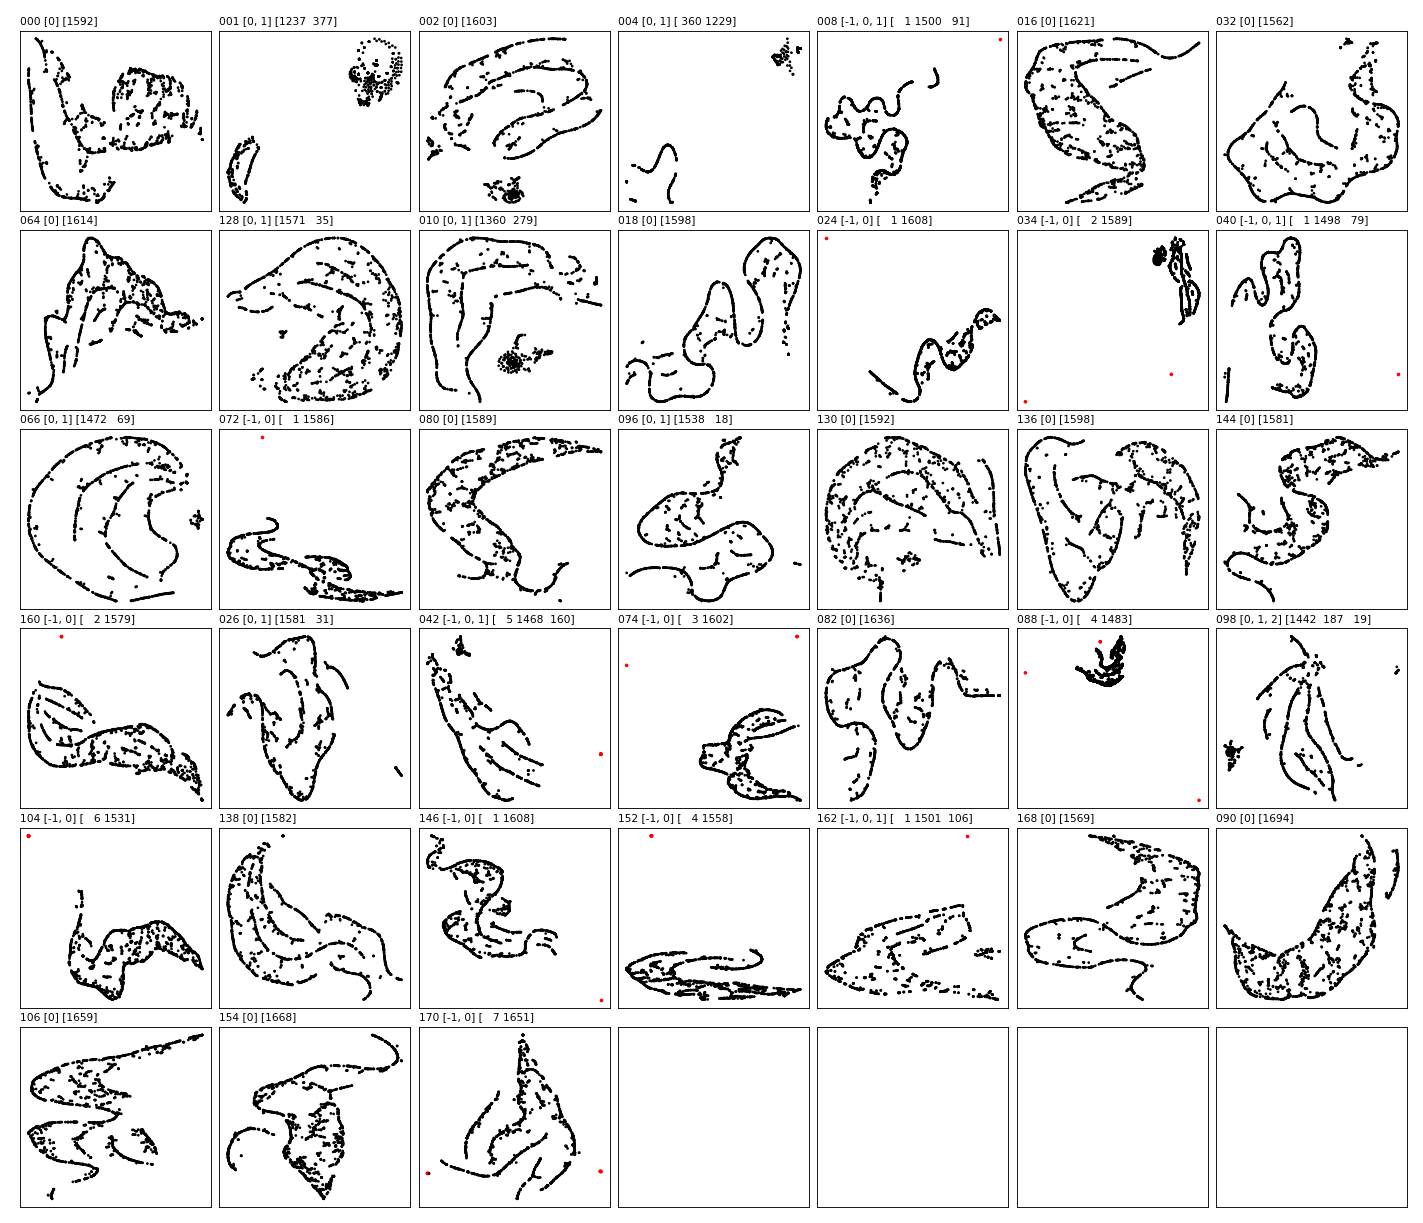 000 [0] [1592] 001 [0, 1] [1237  377] 002 [0] [1603] 004 [0, 1] [ 360 1229] 008 [-1, 0, 1] [   1 1500   91] 016 [0] [1621] 032 [0] [1562]
064 [0] [1614] 128 [0, 1] [1571   35] 010 [0, 1] [1360  279] 018 [0] [1598] 024 [-1, 0] [   1 1608] 034 [-1, 0] [   2 1589] 040 [-1, 0, 1] [   1 1498   79]
066 [0, 1] [1472   69] 072 [-1, 0] [   1 1586] 080 [0] [1589] 096 [0, 1] [1538   18] 130 [0] [1592] 136 [0] [1598] 144 [0] [1581]
160 [-1, 0] [   2 1579] 026 [0, 1] [1581   31] 042 [-1, 0, 1] [   5 1468  160] 074 [-1, 0] [   3 1602] 082 [0] [1636] 088 [-1, 0] [   4 1483] 098 [0, 1, 2] [1442  187   19]
104 [-1, 0] [   6 1531] 138 [0] [1582] 146 [-1, 0] [   1 1608] 152 [-1, 0] [   4 1558] 162 [-1, 0, 1] [   1 1501  106] 168 [0] [1569] 090 [0] [1694]
106 [0] [1659] 154 [0] [1668] 170 [-1, 0] [   7 1651]